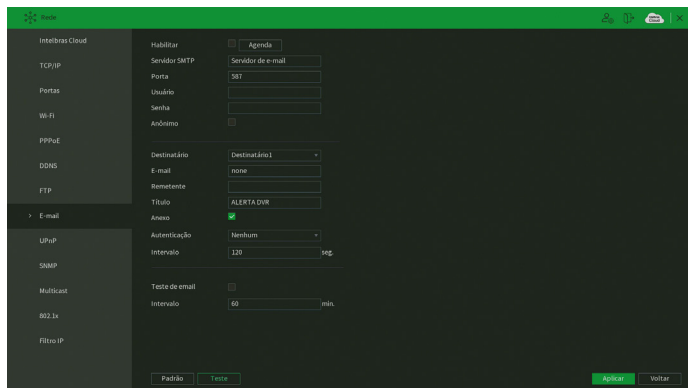 Rede
Intelbras Cloud
TCP/IP
Portas
Wi-Fi
PPPoE
DDNS
FTP
> E-mail
UPnP
SNMP
Multicast
802.1x
Filtro IP
Habilitar Agenda
Servidor SMTP Servidor de e-mail
Porta 587
Usuário
Senha
Anônimo
Destinatário Destinatário1
E-mail none
Remetente
Título ALERTA DVR
Anexo
Autenticação Nenhum
Intervalo 120 seg.
Teste de email
Intervalo 60 min.
Padrão Teste Aplicar Voltar